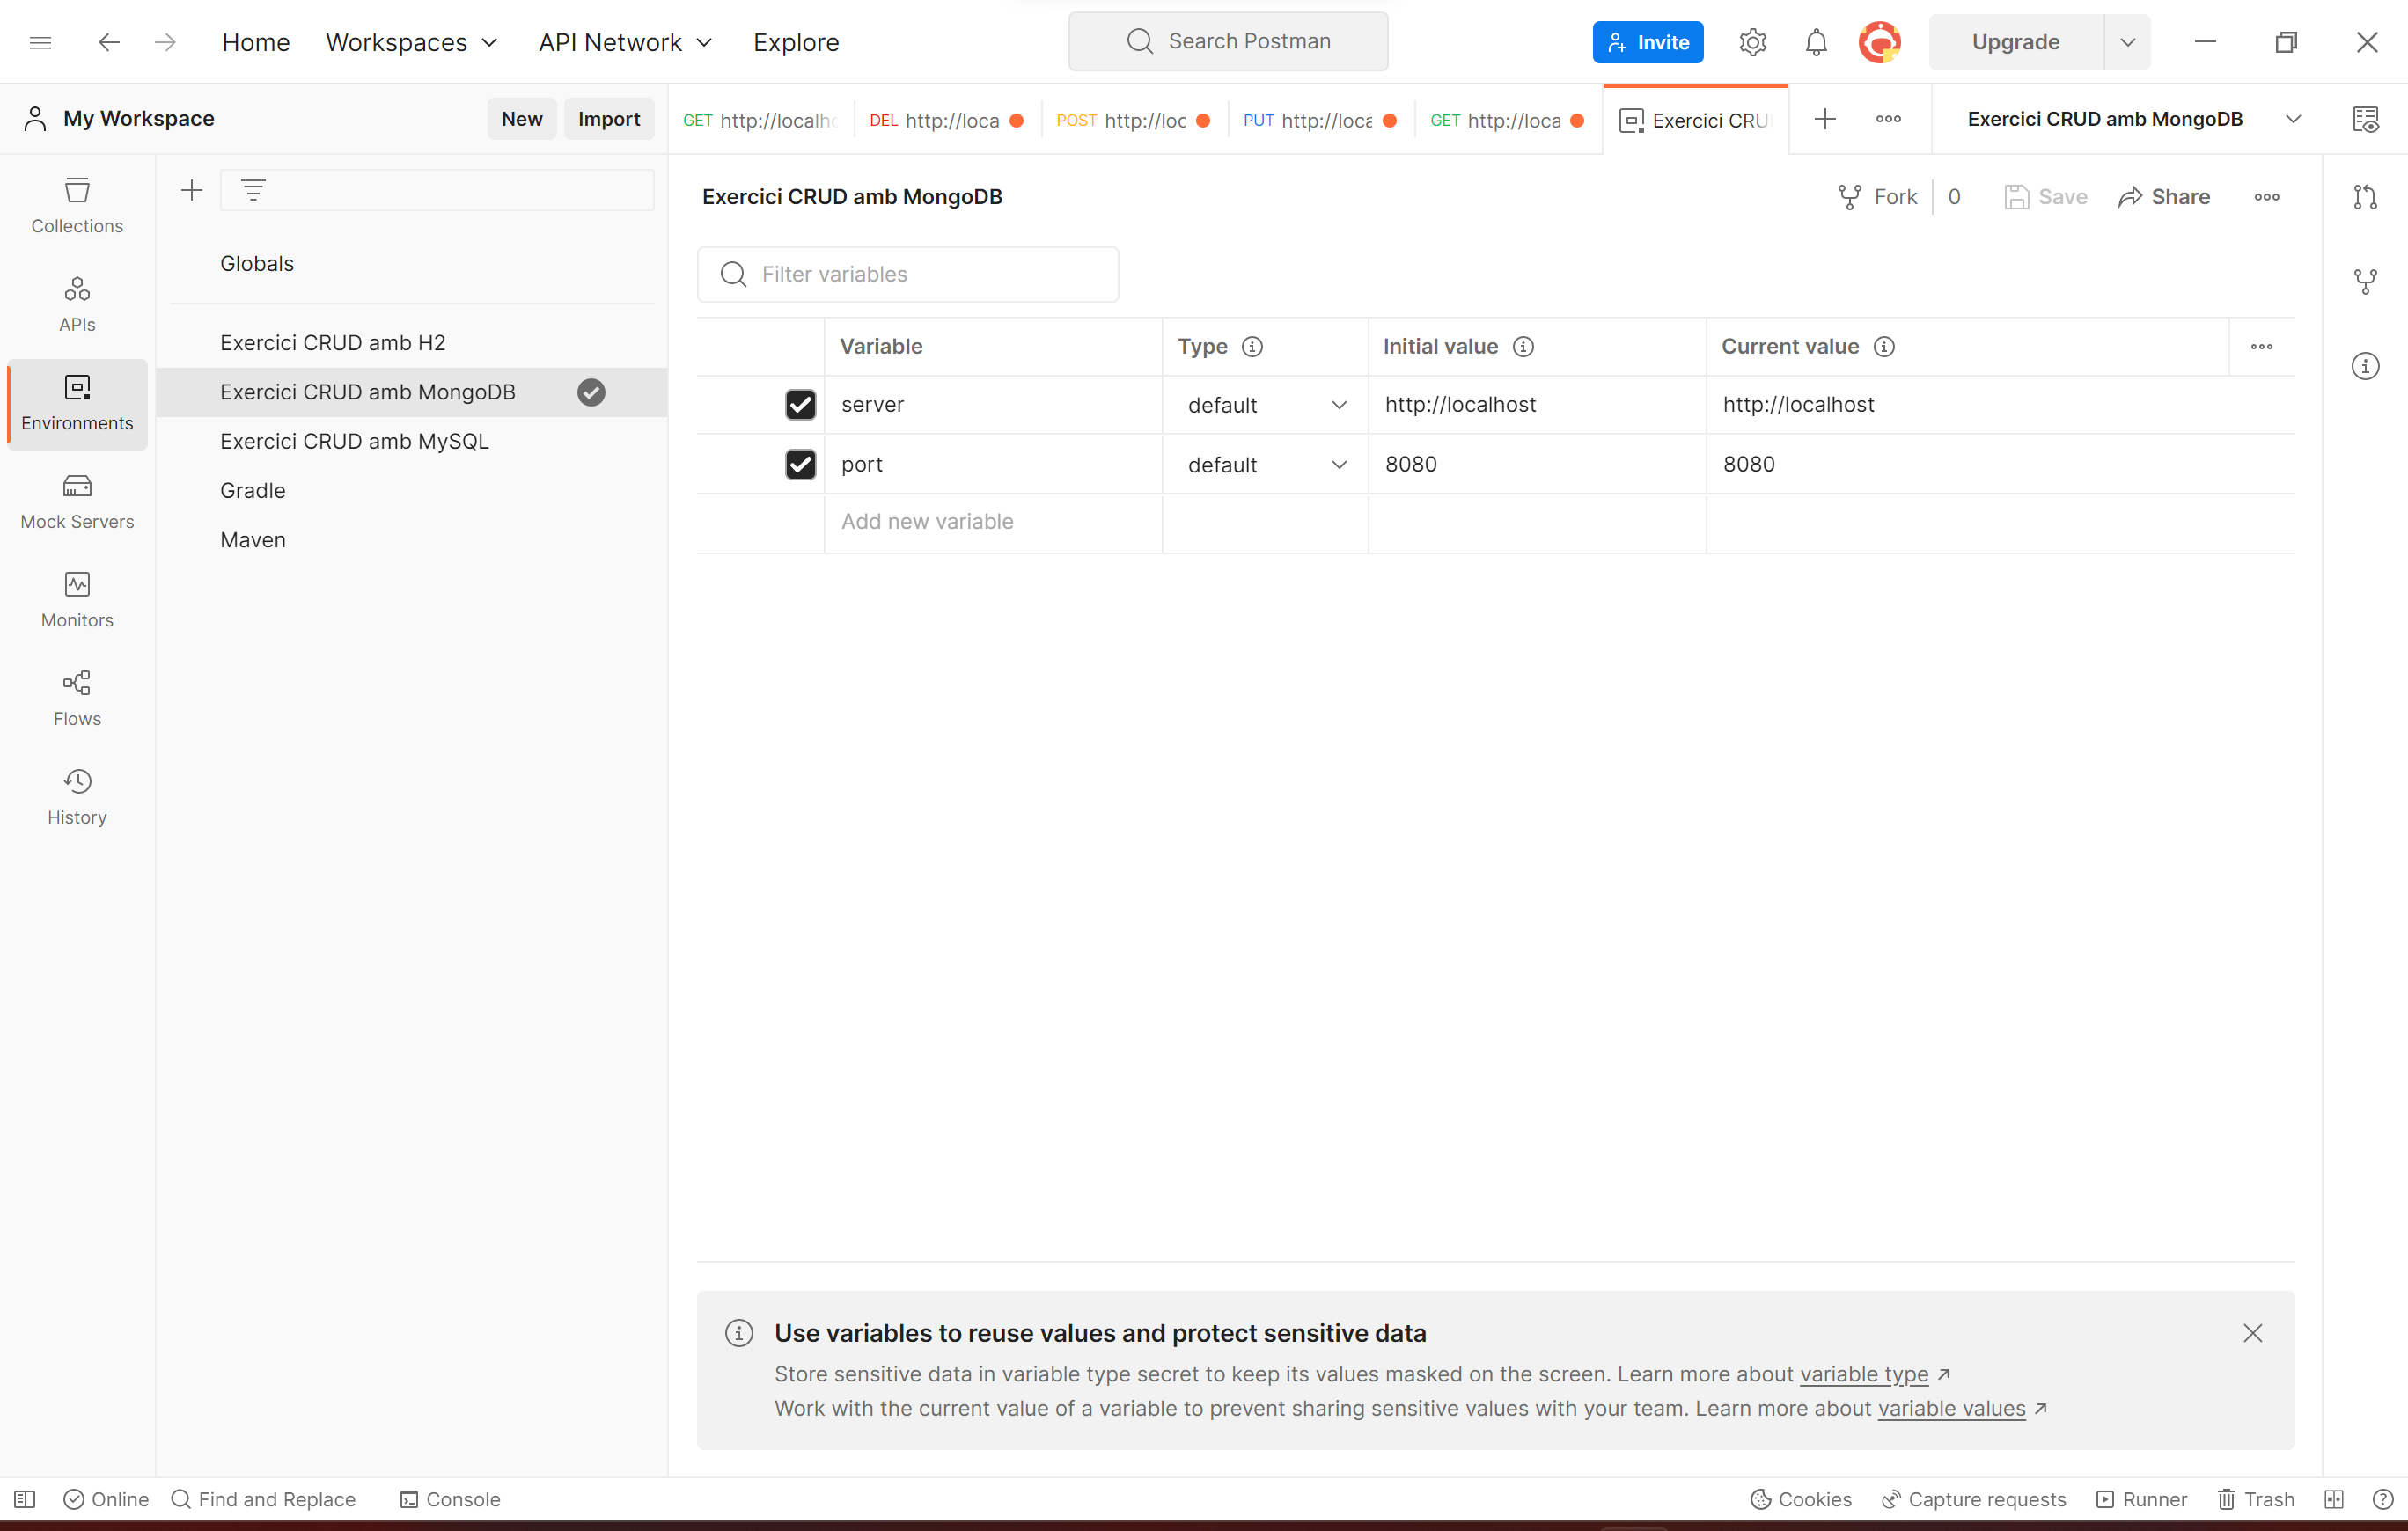 Home
Workspaces
API Network
Explore
Search Postman
Invite
Upgrade
My Workspace
New
Import
GET http://localhc
DEL http://loca
POST http://loc
PUT http://loca
GET http://loca
Exercici CRU
Exercici CRUD amb MongoDB
Collections
APIs
Environments
Mock Servers
Monitors
Flows
History
Globals
Exercici CRUD amb H2
Exercici CRUD amb MongoDB
Exercici CRUD amb MySQL
Gradle
Maven
Exercici CRUD amb MongoDB
Fork
0
Save
Share
Filter variables
Variable
Type
Initial value
Current value
server
default
http://localhost
http://localhost
port
default
8080
8080
Add new variable
Use variables to reuse values and protect sensitive data
Store sensitive data in variable type secret to keep its values masked on the screen. Learn more about variable type ↗
Work with the current value of a variable to prevent sharing sensitive values with your team. Learn more about variable values ↗
Online
Find and Replace
Console
Cookies
Capture requests
Runner
Trash